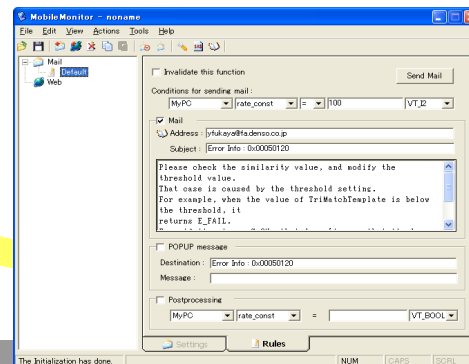 MobileMonitor - noname
File Edit View Actions Tools Help
Mail
Default
Web
Invalidate this function
Send Mail
Conditions for sending mail :
MyPC rate_const = 100 VT_I2
Mail
Address : yfukaya@fa.denso.co.jp
Subject : Error Info : 0x00050120
Please check the similarity value, and modify the
threshold value.
That case is caused by the threshold setting.
For example, when the value of TriMatchTemplate is below
the threshold, it
returns E_FAIL.
POPUP message
Destination : Error Info : 0x00050120
Message :
Postprocessing
MyPC rate_const = VT_BOOL
Settings Rules
The Initialization has done. NUM CAPS SCRL